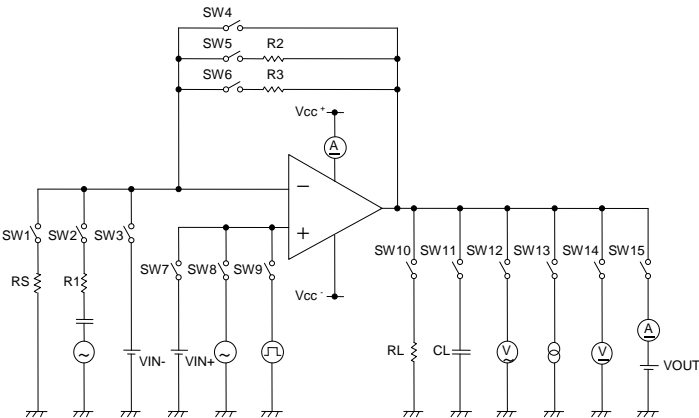 SW4
SW5 R2
SW6 R3
Vcc +
A
−
+
SW1 SW2 SW3
SW7 SW8 SW9
SW10 SW11 SW12 SW13 SW14 SW15
RS R1
Vcc -
A
VIN- VIN+
RL CL V V VOUT